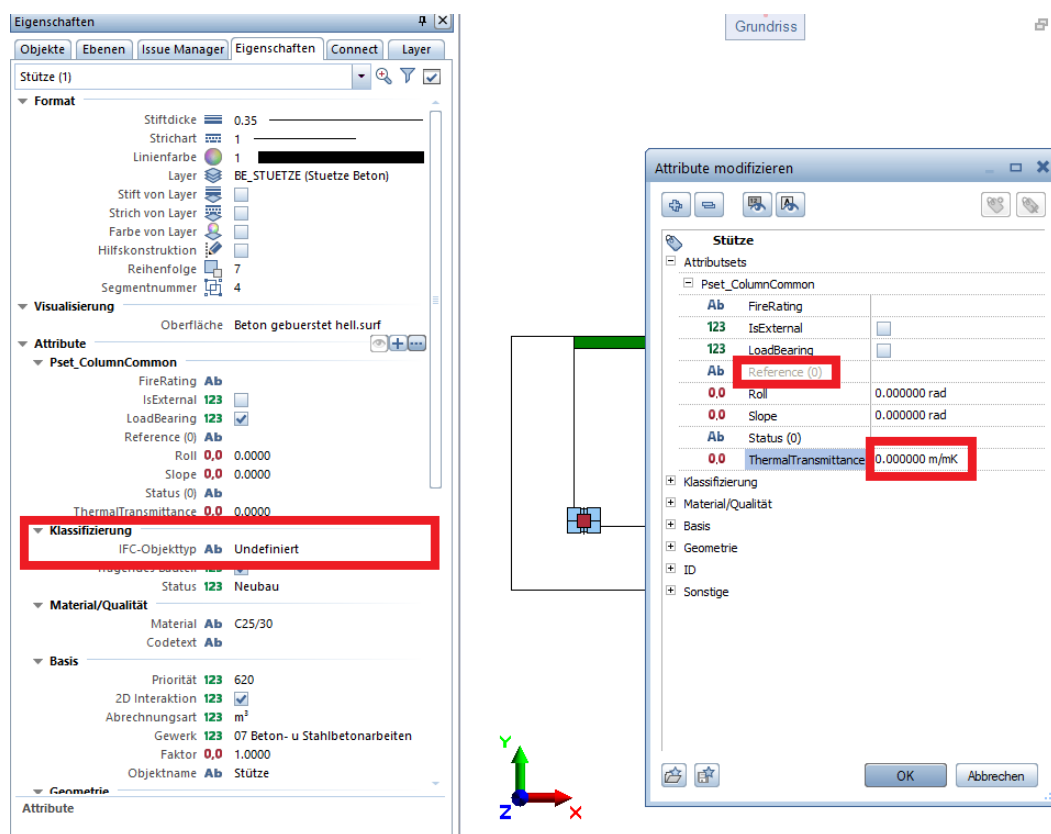 Eigenschaften
Objekte Ebenen Issue Manager Eigenschaften Connect Layer
Stütze (1)
Format
Stiftdicke 0.35
Strichart 1
Linienfarbe 1
Layer BE_STUETZE (Stuetze Beton)
Stift von Layer
Strich von Layer
Farbe von Layer
Hilfskonstruktion
Reihenfolge 7
Segmentnummer 4
Visualisierung
Oberfläche Beton gebuerstet hell.surf
Attribute
Pset_ColumnCommon
FireRating Ab
IsExternal 123
LoadBearing 123
Reference (0) Ab
Roll 0,0 0.0000
Slope 0,0 0.0000
Status (0) Ab
ThermalTransmittance 0,0 0.0000
Klassifizierung
IFC-Objekttyp Ab Undefiniert
Tragendes Bauteil 123
Status 123 Neubau
Material/Qualität
Material Ab C25/30
Codetext Ab
Basis
Priorität 123 620
2D Interaktion 123
Abrechnungsart 123 m³
Gewerk 123 07 Beton- u Stahlbetonarbeiten
Faktor 0,0 1.0000
Objektname Ab Stütze
Geometrie
Attribute
Grundriss
Attribute modifizieren
Stütze
Attributsets
Pset_ColumnCommon
Ab FireRating
123 IsExternal
123 LoadBearing
Ab Reference (0)
0,0 Roll 0.000000 rad
0,0 Slope 0.000000 rad
Ab Status (0)
0,0 ThermalTransmittance 0.000000 m/mK
Klassifizierung
Material/Qualität
Basis
Geometrie
ID
Sonstige
OK Abbrechen
Y
Z X